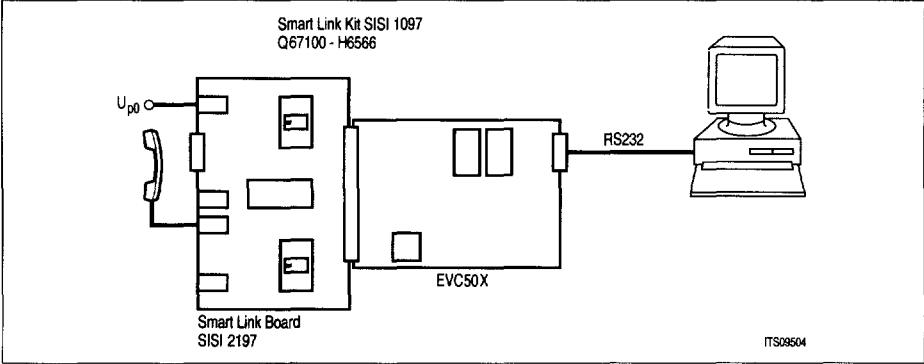 Smart Link Kit SISI 1097
Q67100 - H6566
Up0
RS232
EVC50X
Smart Link Board
SISI 2197
ITS09504